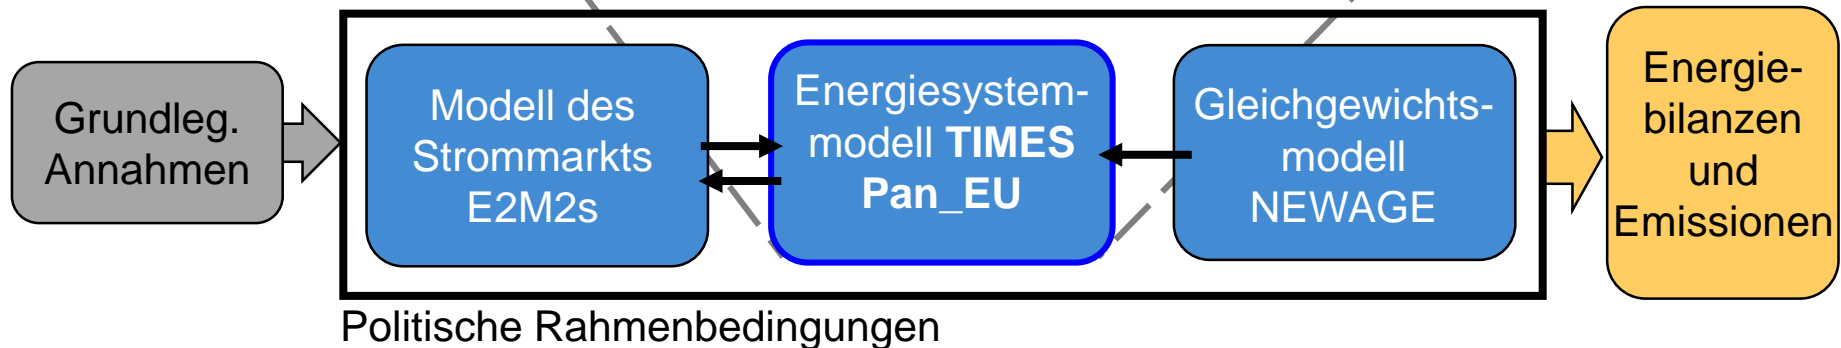 Grundleg.
Annahmen
Modell des
Strommarkts
E2M2s
Energiesystem-
modell TIMES
Pan_EU
Gleichgewichts-
modell
NEWAGE
Energie-
bilanzen
und
Emissionen
Politische Rahmenbedingungen